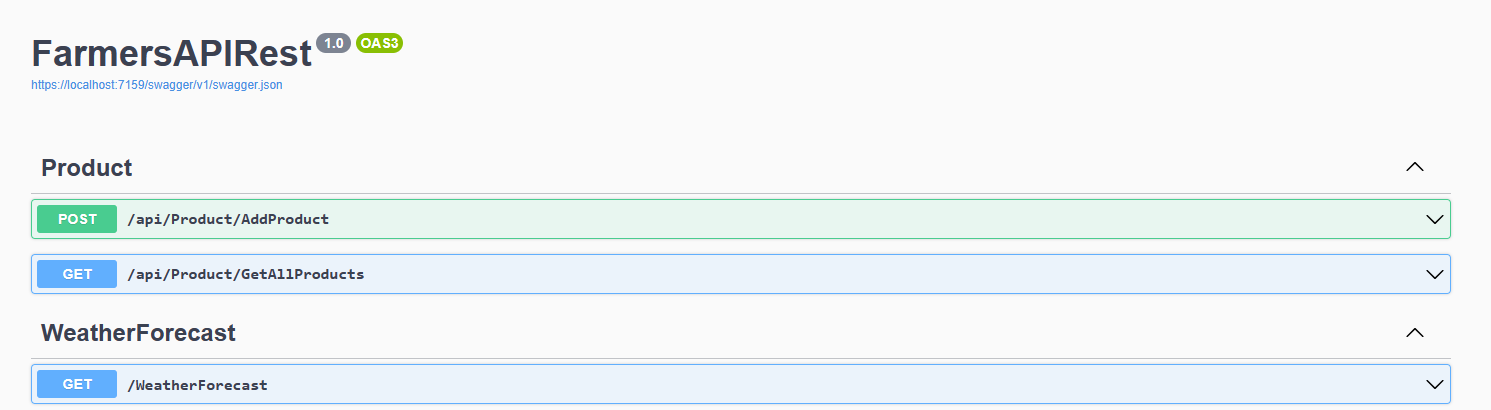 FarmersAPIRest 1.0 OAS3
https://localhost:7159/swagger/v1/swagger.json
Product
POST /api/Product/AddProduct
GET /api/Product/GetAllProducts
WeatherForecast
GET /WeatherForecast